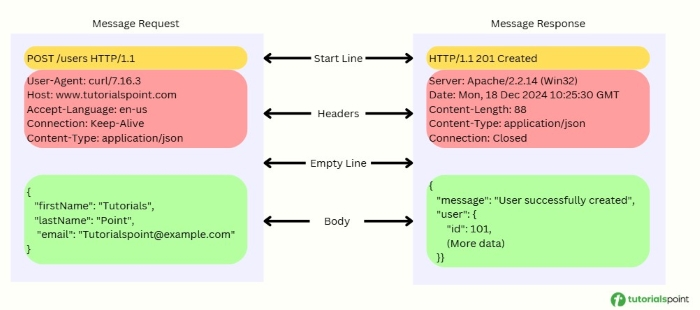 Message Request
POST /users HTTP/1.1
User-Agent: curl/7.16.3
Host: www.tutorialspoint.com
Accept-Language: en-us
Connection: Keep-Alive
Content-Type: application/json
{
"firstName": "Tutorials",
"lastName": "Point",
"email": "Tutorialspoint@example.com"
}
Start Line
Headers
Empty Line
Body
Message Response
HTTP/1.1 201 Created
Server: Apache/2.2.14 (Win32)
Date: Mon, 18 Dec 2024 10:25:30 GMT
Content-Length: 88
Content-Type: application/json
Connection: Closed
{
"message": "User successfully created",
"user": {
"id": 101,
(More data)
}}
tutorialspoint